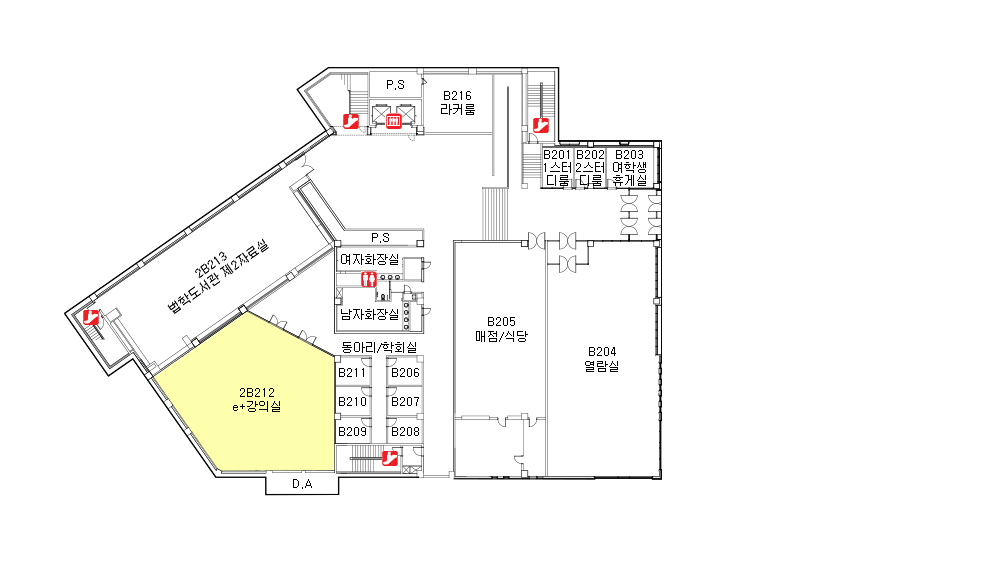 P.S
B216
라커룸
B201
1스터
디룸
B202
2스터
디룸
B203
여학생
휴게실
2B213
법학도서관 제2자료실
P.S
여자화장실
남자화장실
동아리/학회실
B211
B206
B210
B207
B209
B208
B205
매점/식당
B204
열람실
2B212
e+강의실
D.A